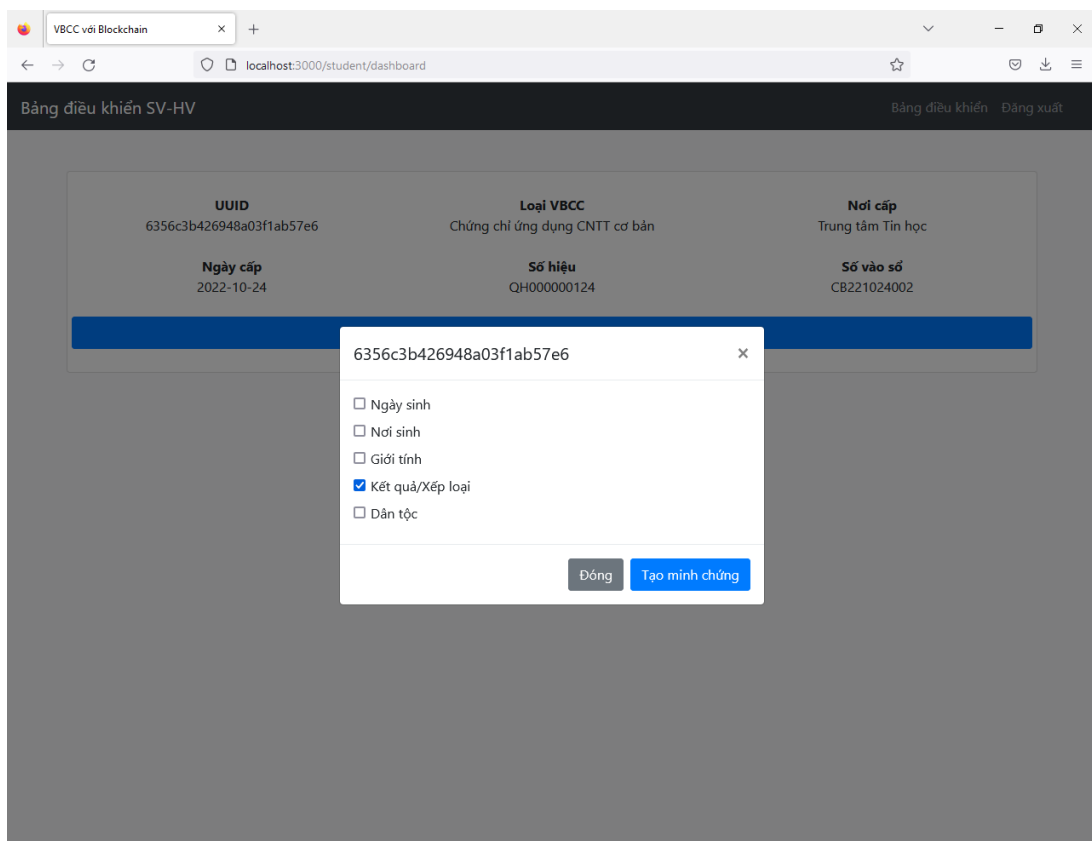 VBCC với Blockchain
localhost:3000/student/dashboard
Bảng điều khiển SV-HV
Bảng điều khiển Đăng xuất
UUID Loại VBCC Nơi cấp
6356c3b426948a03f1ab57e6 Chứng chỉ ứng dụng CNTT cơ bản Trung tâm Tin học
Ngày cấp Số hiệu Số vào sổ
2022-10-24 QH000000124 CB221024002
6356c3b426948a03f1ab57e6
Ngày sinh
Nơi sinh
Giới tính
Kết quả/Xếp loại
Dân tộc
Đóng Tạo minh chứng